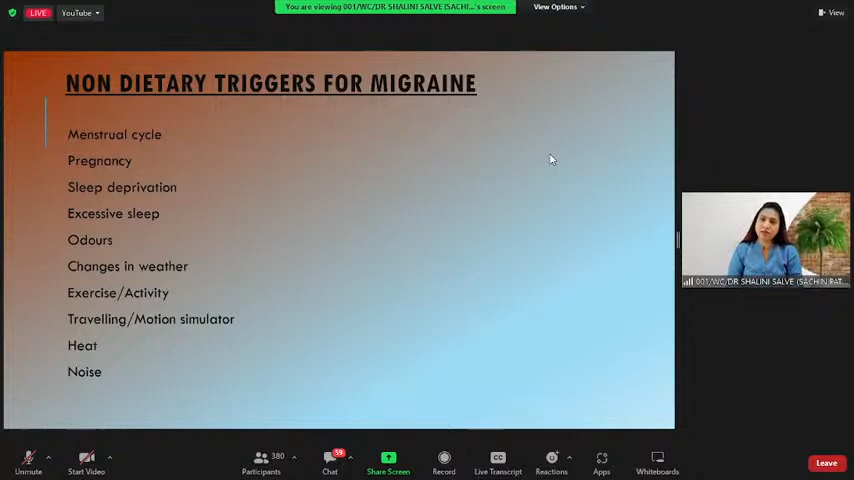 LIVE
YouTube
You are viewing 001/WC/DR SHALINI SALVE (SACHI...'s screen
View Options
View
NON DIETARY TRIGGERS FOR MIGRAINE
Menstrual cycle
Pregnancy
Sleep deprivation
Excessive sleep
Odours
Changes in weather
Exercise/Activity
Travelling/Motion simulator
Heat
Noise
001/WC/DR SHALINI SALVE (SACHIN PAT...
Unmute
Start Video
380
Participants
59
Chat
Share Screen
Record
CC
Live Transcript
Reactions
Apps
Whiteboards
Leave